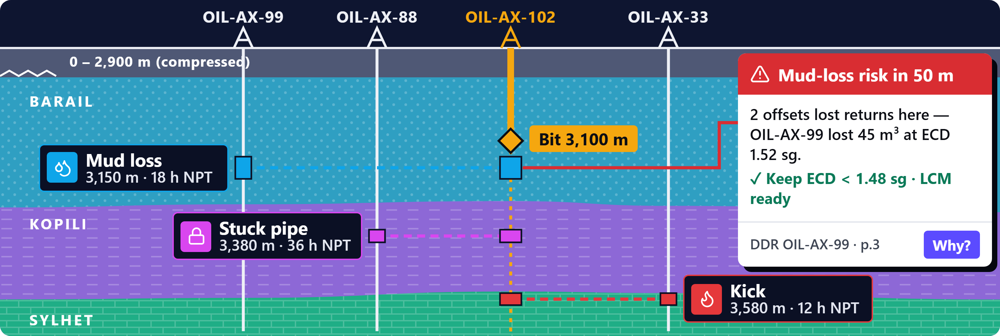 OIL-AX-99
OIL-AX-88
OIL-AX-102
OIL-AX-33
0 – 2,900 m (compressed)
BARAIL
Bit 3,100 m
Mud loss
3,150 m · 18 h NPT
KOPILI
Stuck pipe
3,380 m · 36 h NPT
SYLHET
Kick
3,580 m · 12 h NPT
Mud-loss risk in 50 m
2 offsets lost returns here —
OIL-AX-99 lost 45 m³ at ECD
1.52 sg.
✓ Keep ECD < 1.48 sg · LCM
ready
DDR OIL-AX-99 · p.3
Why?